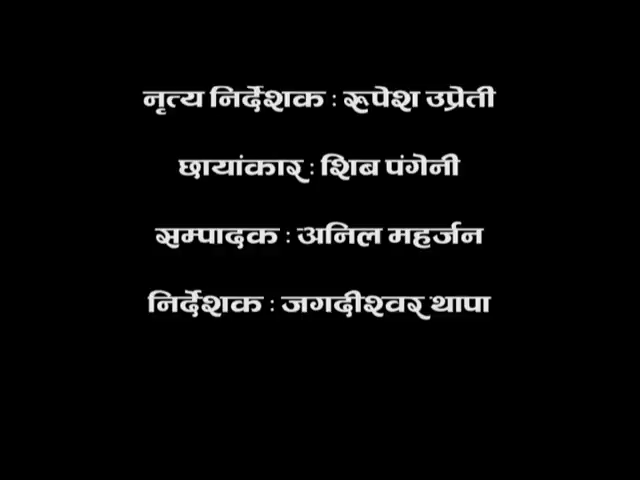 नृत्य निर्देशक : रूपेश उप्रेती
छायांकार : शिब पंगेनी
सम्पादक : अनिल महर्जन
निर्देशक : जगदीश्वर थापा